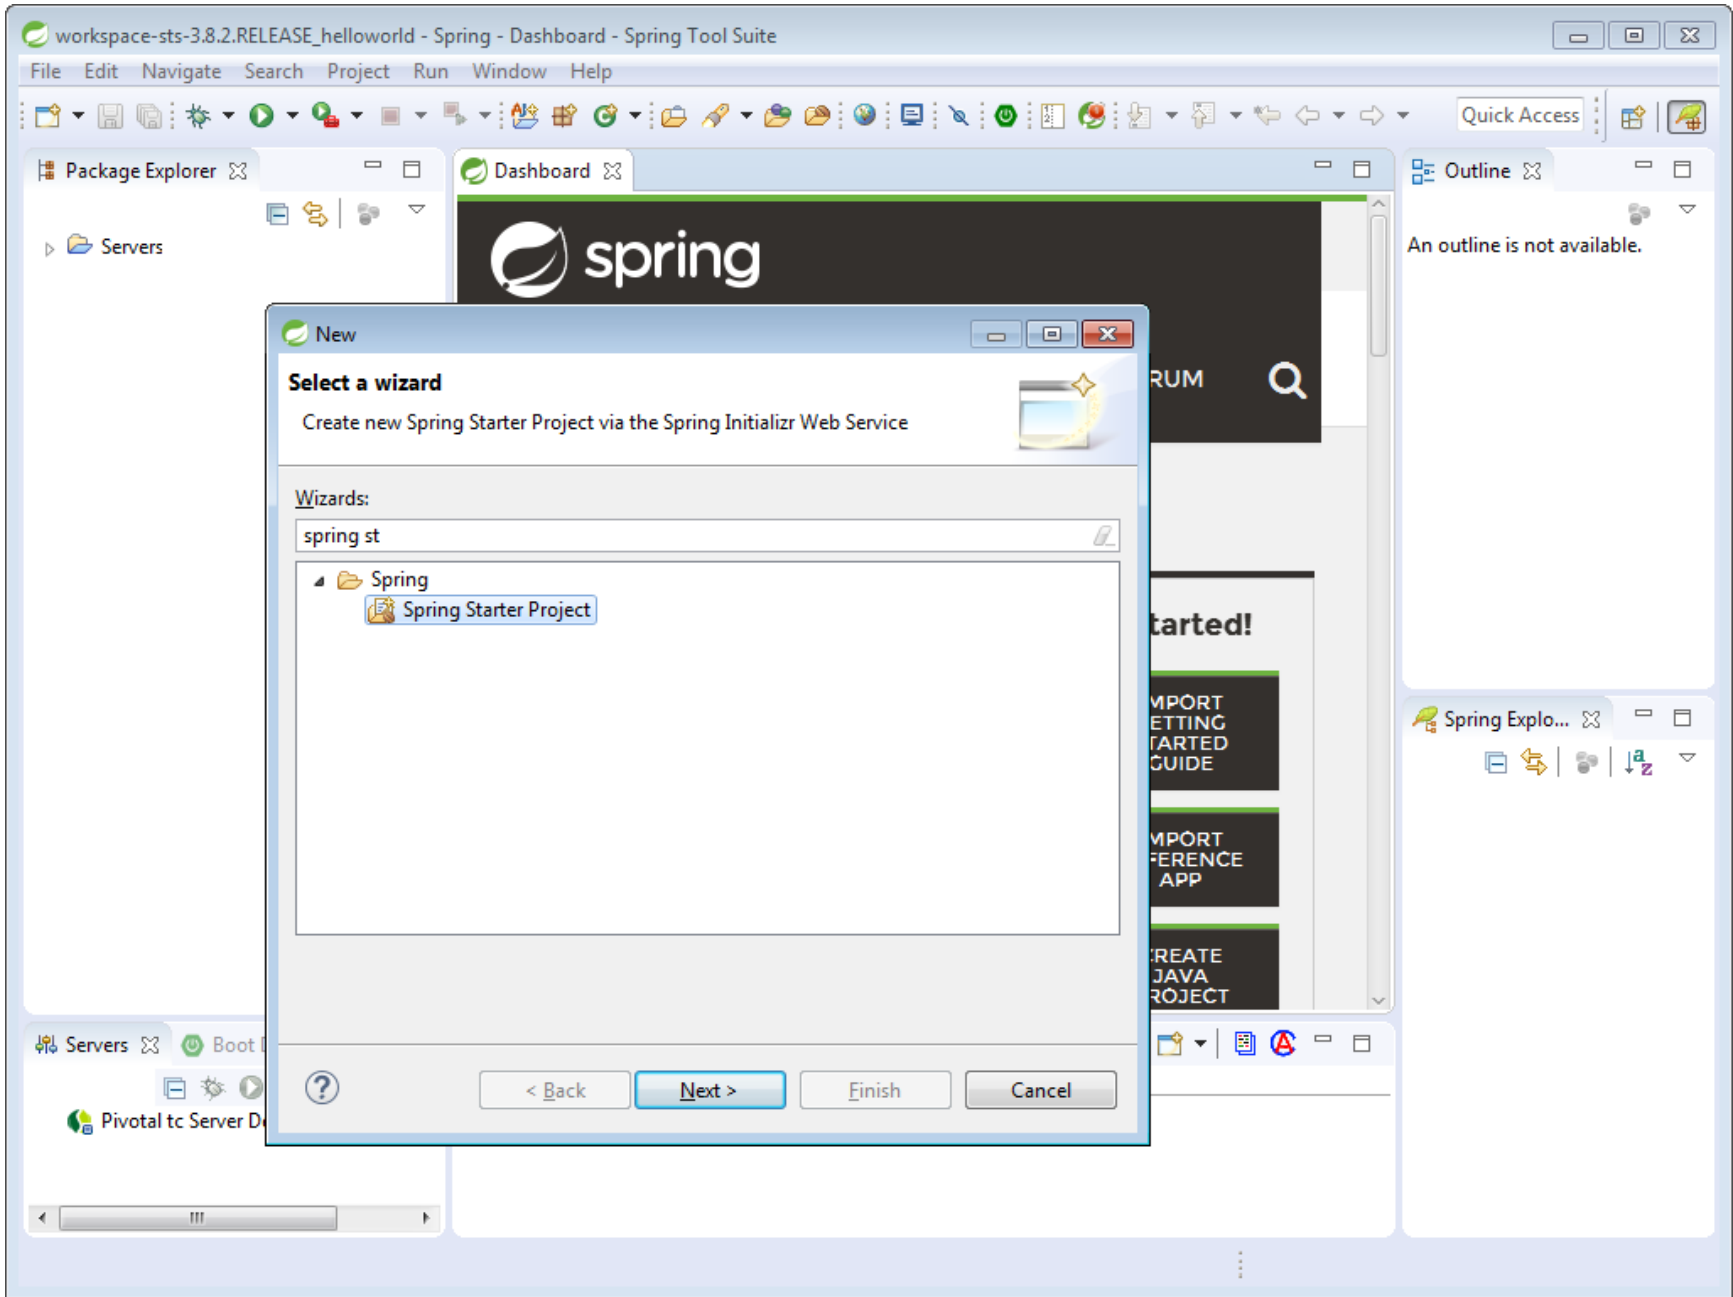 workspace-sts-3.8.2.RELEASE_helloworld - Spring - Dashboard - Spring Tool Suite
File Edit Navigate Search Project Run Window Help
Quick Access
Package Explorer
Servers
Dashboard
spring
RUM
Outline
An outline is not available.
New
Select a wizard
Create new Spring Starter Project via the Spring Initializr Web Service
Wizards:
spring st
Spring
Spring Starter Project
< Back
Next >
Finish
Cancel
tarted!
MPORT
ETTING
TARTED
GUIDE
MPORT
FERENCE
APP
CREATE
JAVA
ROJECT
Spring Explo...
Servers
Boot
Pivotal tc Server De